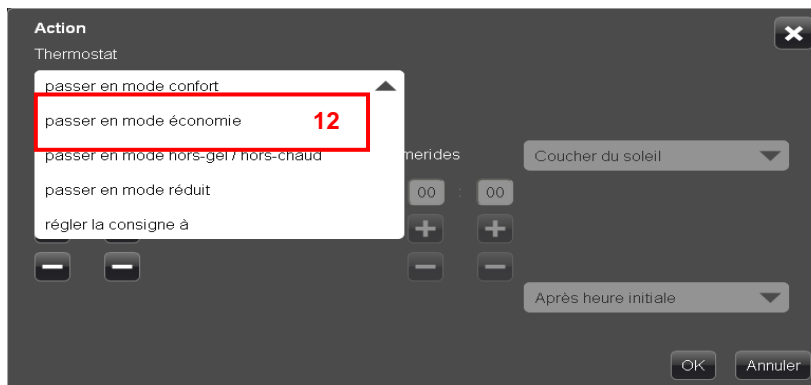 Action
Thermostat
passer en mode confort
passer en mode économie 12
passer en mode hors-gel / hors-chaud merides Coucher du soleil
passer en mode réduit 00 : 00
régler la consigne à
Après heure initiale
OK Annuler